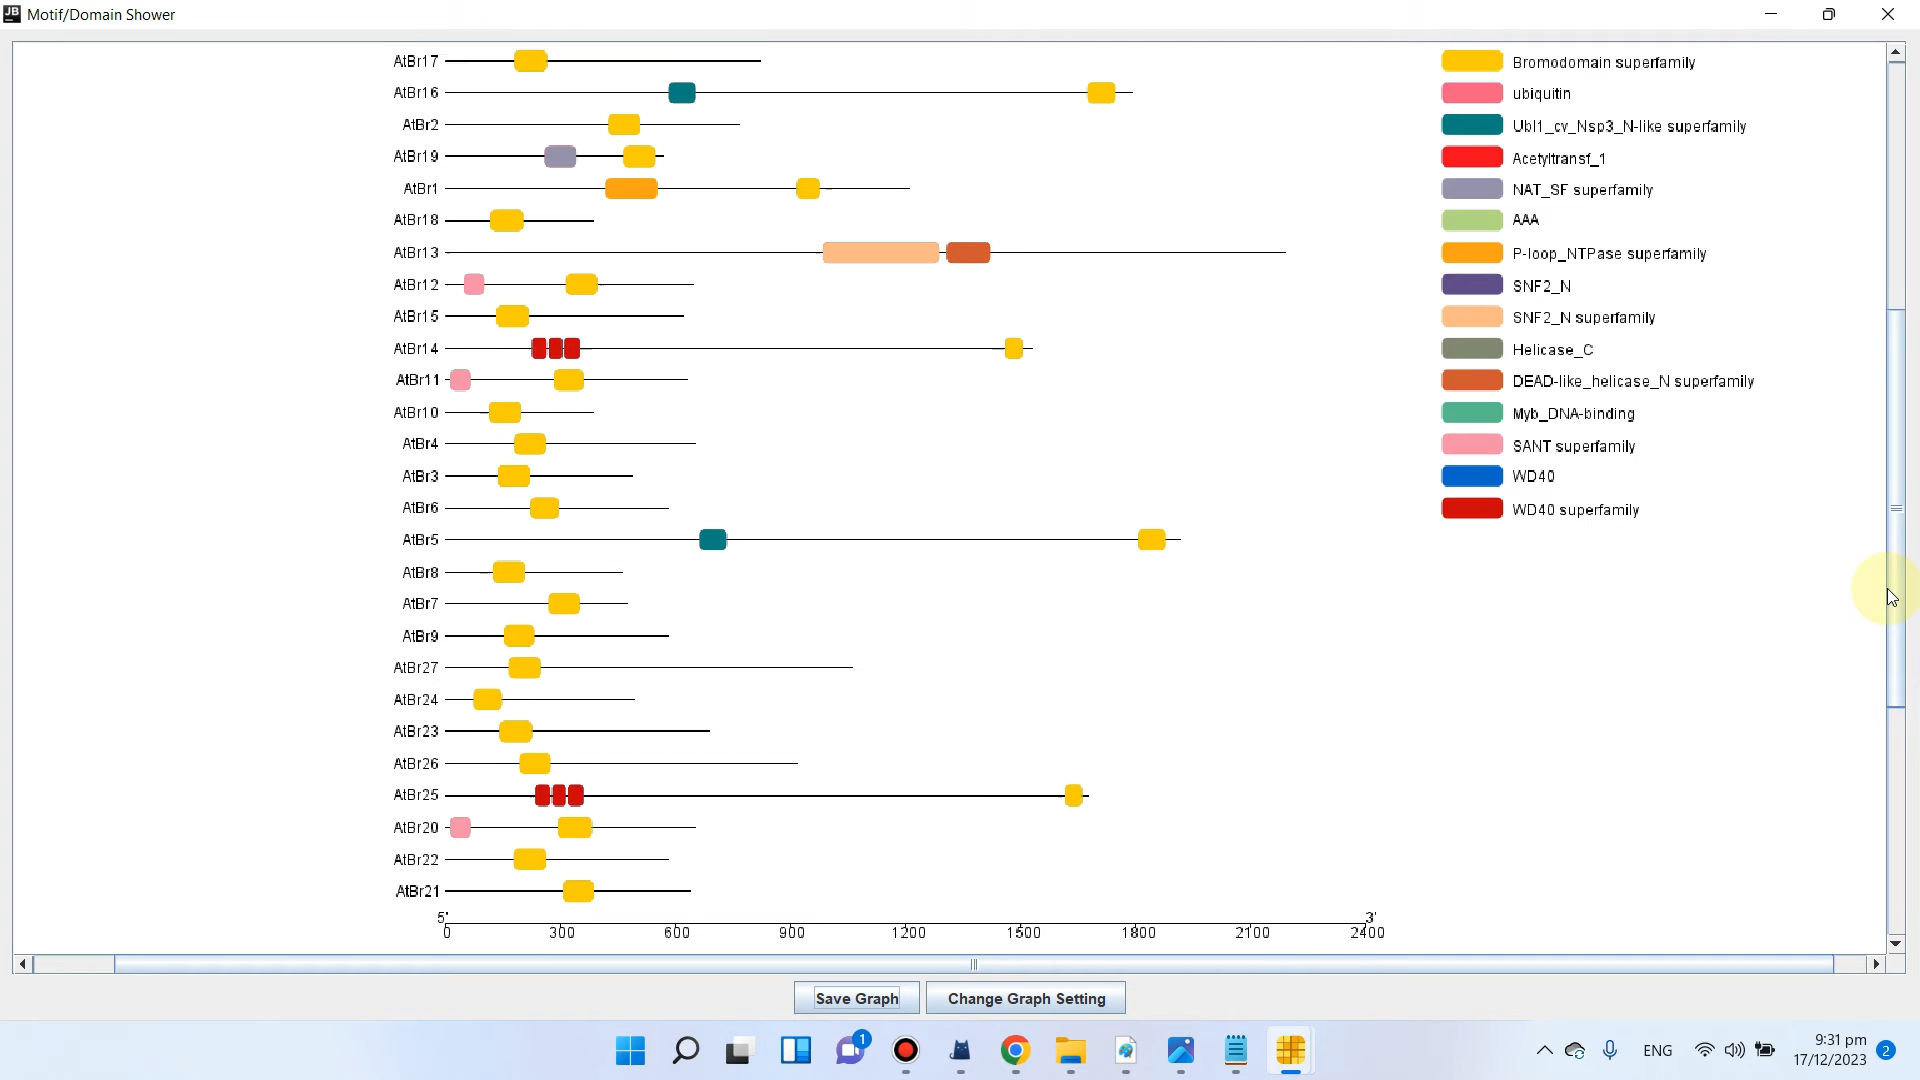 JB Motif/Domain Shower
AtBr17
AtBr16
AtBr2
AtBr19
AtBr1
AtBr18
AtBr13
AtBr12
AtBr15
AtBr14
AtBr11
AtBr10
AtBr4
AtBr3
AtBr6
AtBr5
AtBr8
AtBr7
AtBr9
AtBr27
AtBr24
AtBr23
AtBr26
AtBr25
AtBr20
AtBr22
AtBr21
5' 3'
0 300 600 900 1200 1500 1800 2100 2400
Bromodomain superfamily
ubiquitin
Ubl1_cv_Nsp3_N-like superfamily
Acetyltransf_1
NAT_SF superfamily
AAA
P-loop_NTPase superfamily
SNF2_N
SNF2_N superfamily
Helicase_C
DEAD-like_helicase_N superfamily
Myb_DNA-binding
SANT superfamily
WD40
WD40 superfamily
Save Graph Change Graph Setting
1
ENG
9:31 pm
17/12/2023
2